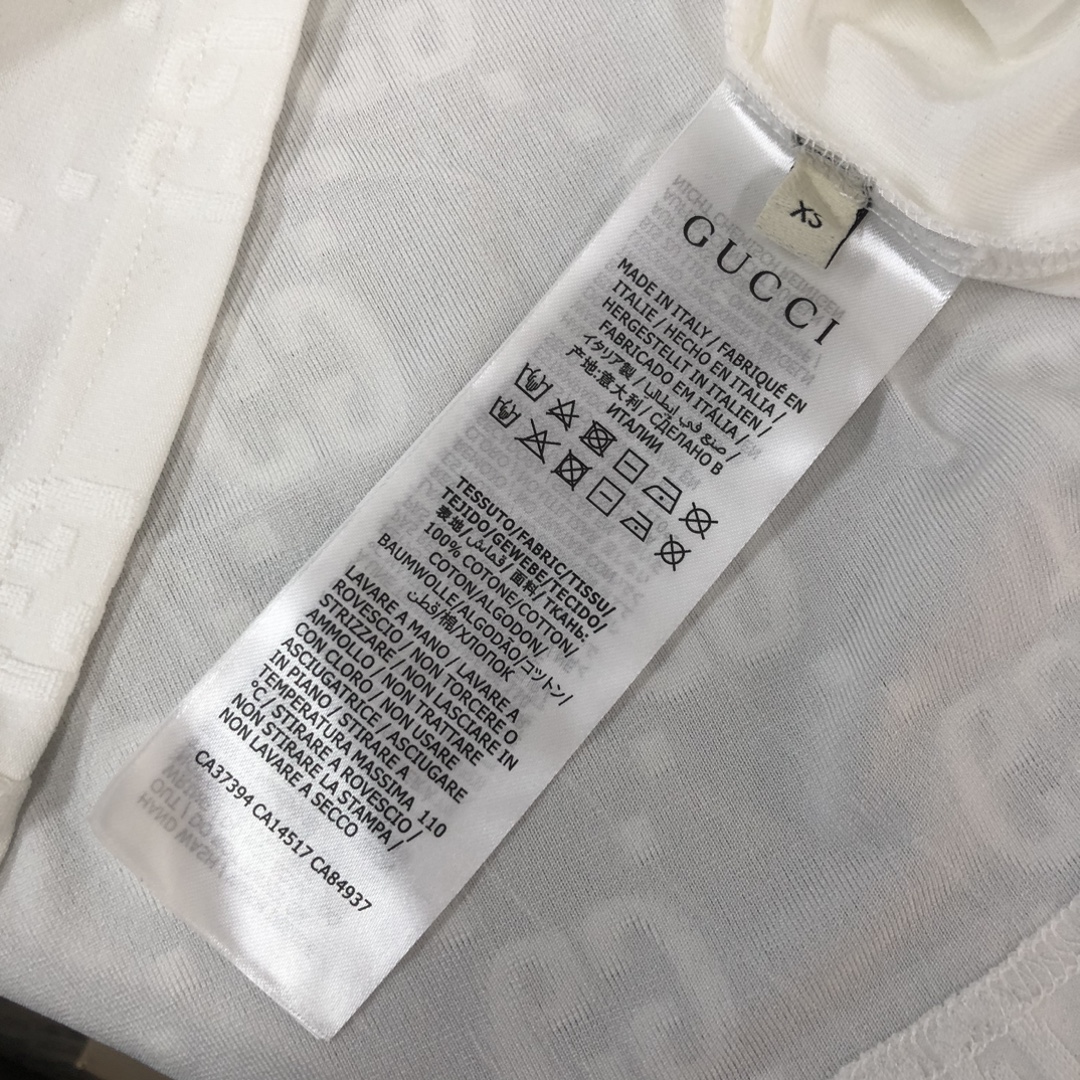 XS
GUCCI
MADE IN ITALY / FABRIQUÉ EN
ITALIE / HECHO EN ITALIA /
HERGESTELLT IN ITALIEN /
FABRICADO EM ITÁLIA /
イタリア製 / صنع في إيطاليا /
产地:意大利 / СДЕЛАНО В
ИТАЛИИ
TESSUTO/FABRIC/TISSU/
TEJIDO/GEWEBE/TECIDO/
表地/قماش/面料/ТКАНЬ:
100% COTONE/COTTON/
COTON/ALGODON/
BAUMWOLLE/ALGODÃO/コットン/
قطن/棉/ХЛОПОК
LAVARE A MANO / LAVARE A
ROVESCIO / NON TORCERE O
STRIZZARE / NON LASCIARE IN
AMMOLLO / NON TRATTARE
CON CLORO / NON USARE
ASCIUGATRICE / ASCIUGARE
IN PIANO / STIRARE A
TEMPERATURA MASSIMA 110
°C / STIRARE A ROVESCIO /
NON STIRARE LA STAMPA /
NON LAVARE A SECCO
CA37394 CA14517 CA84937